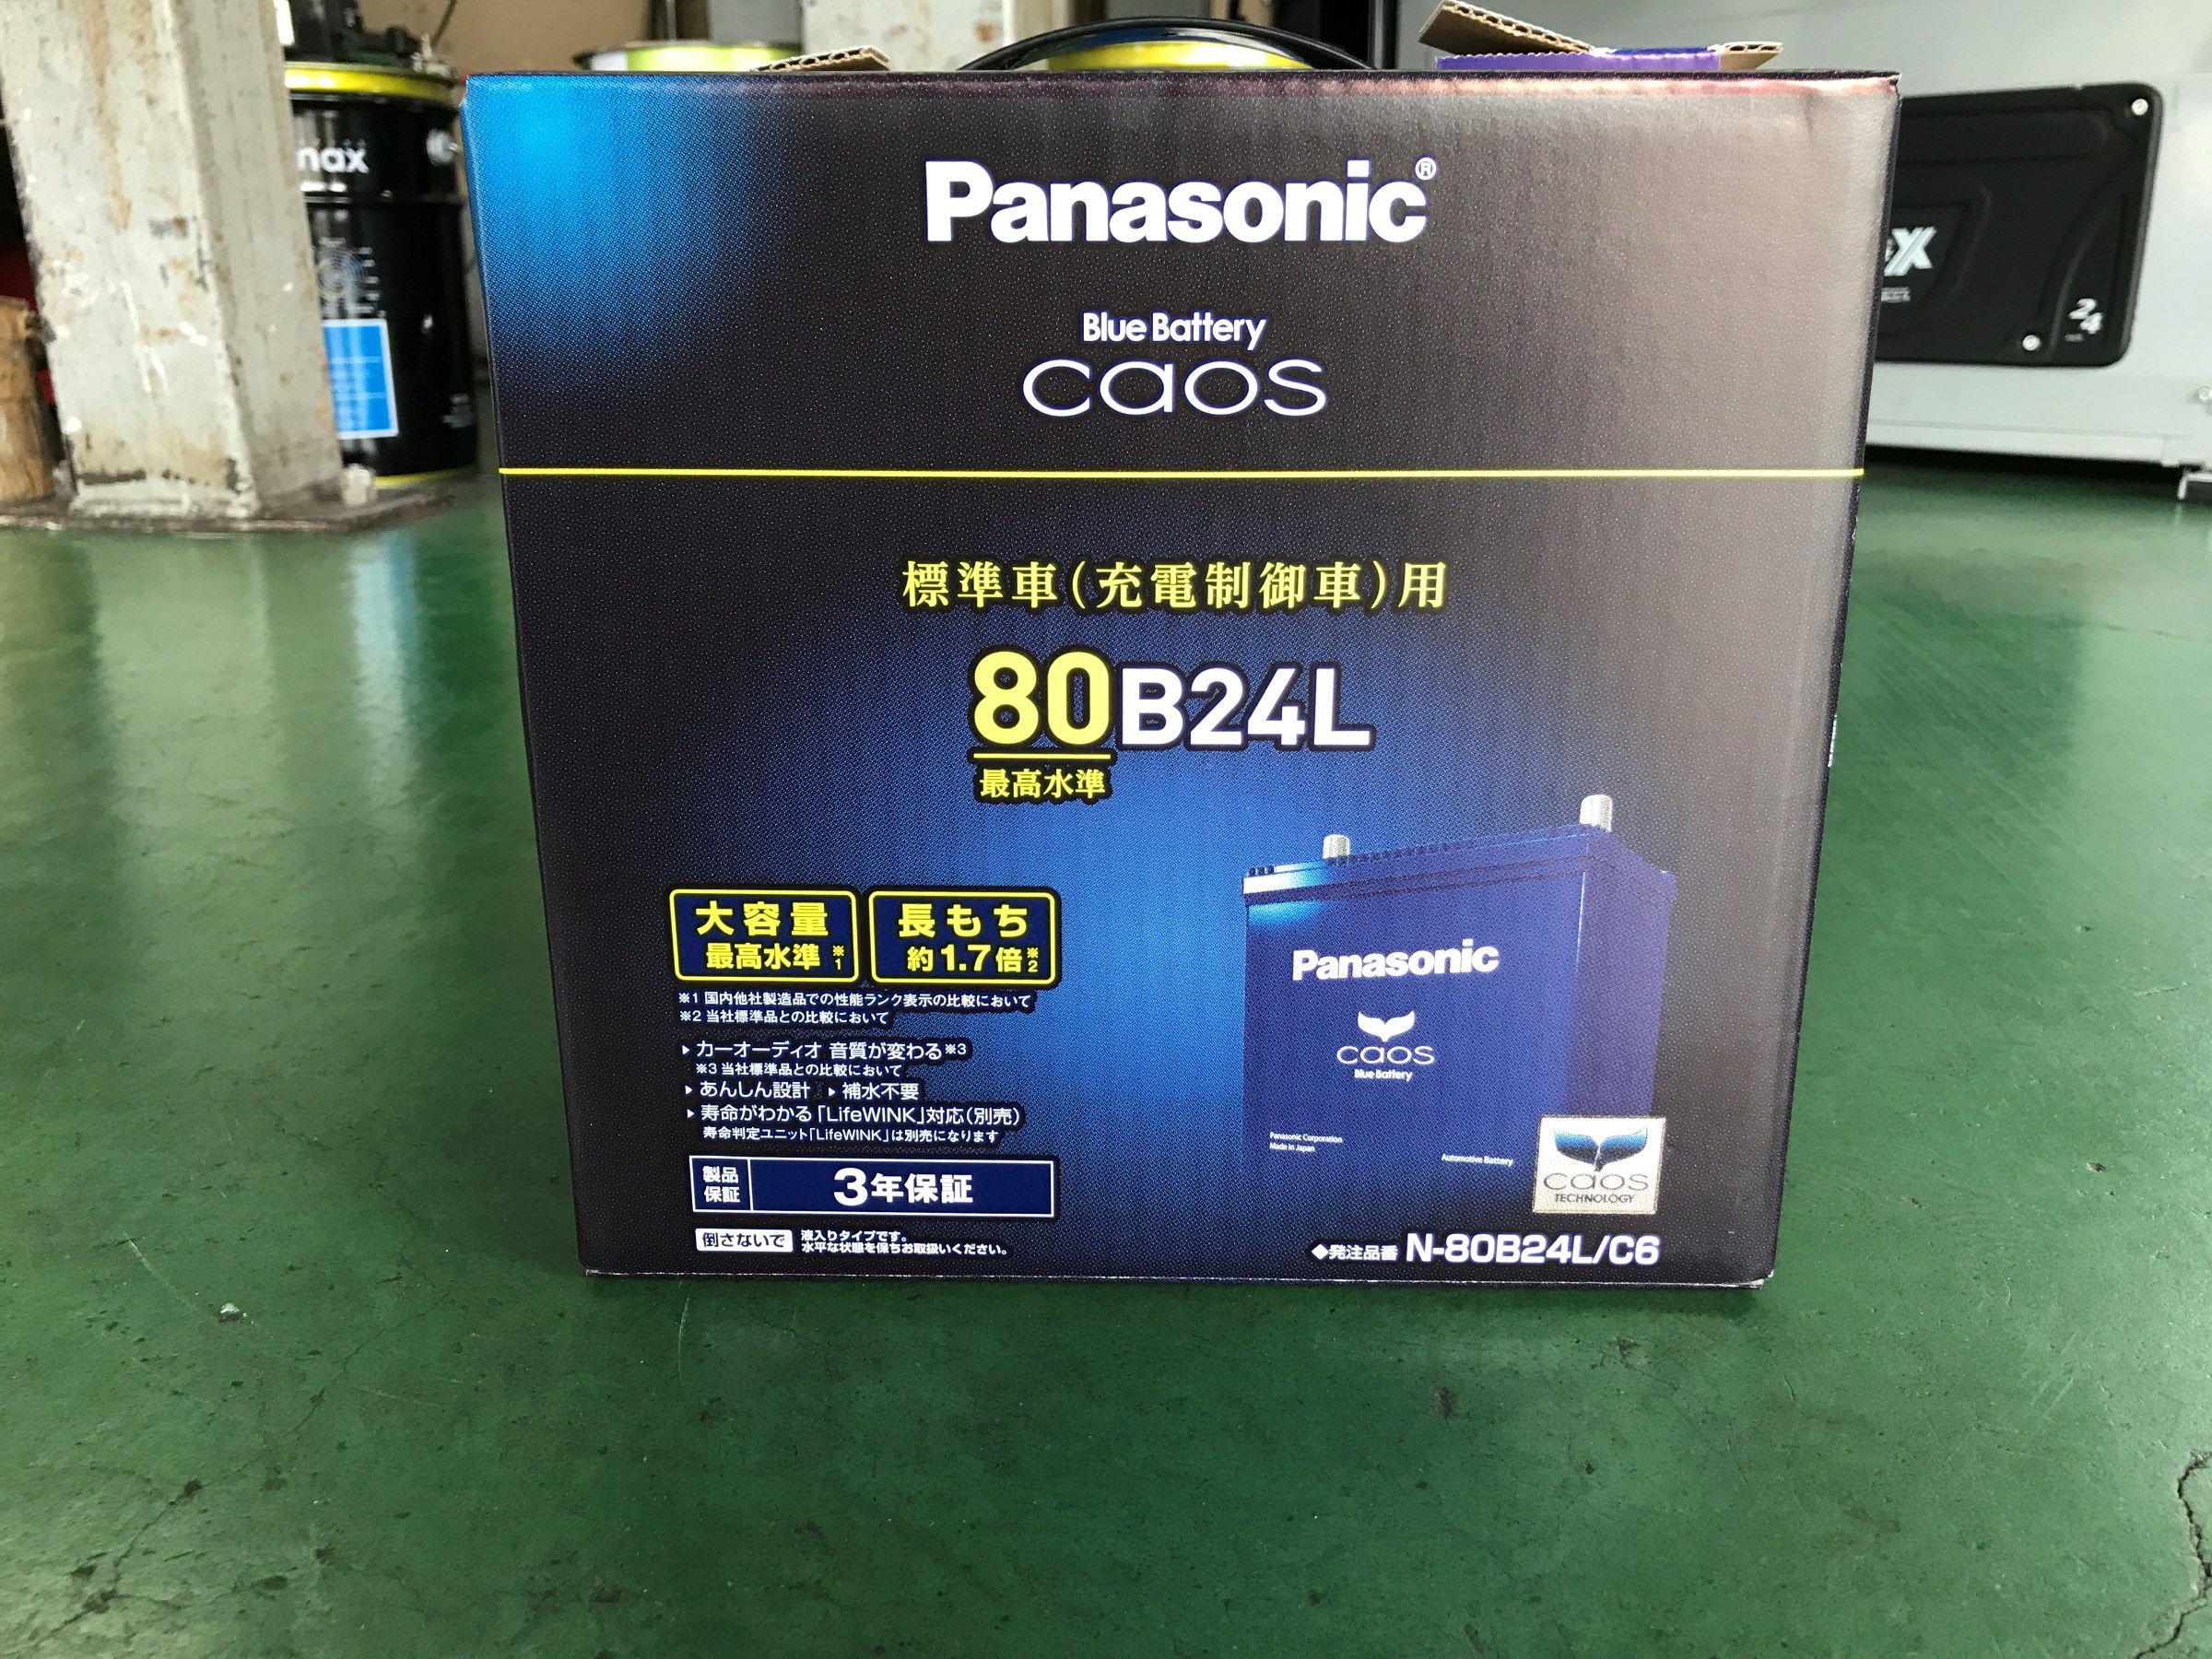 Panasonic®
Blue Battery
caos
標準車(充電制御車)用
80B24L
最高水準
大容量
最高水準 ※1
長もち
約1.7倍※2
※1 国内他社製造品での性能ランク表示の比較において
※2 当社標準品との比較において
▶カーオーディオ 音質が変わる※3
※3 当社標準品との比較において
▶あんしん設計 ▶補水不要
▶寿命がわかる「LifeWINK」対応(別売)
寿命判定ユニット「LifeWINK」は別売になります
製品保証
3年保証
倒さないで
液入りタイプです。
水平な状態を保ちお取扱いください。
Panasonic
caos
Blue Battery
Panasonic Corporation
Made in Japan
Automotive Battery
caos
TECHNOLOGY
◆発注品番 N-80B24L/C6
24